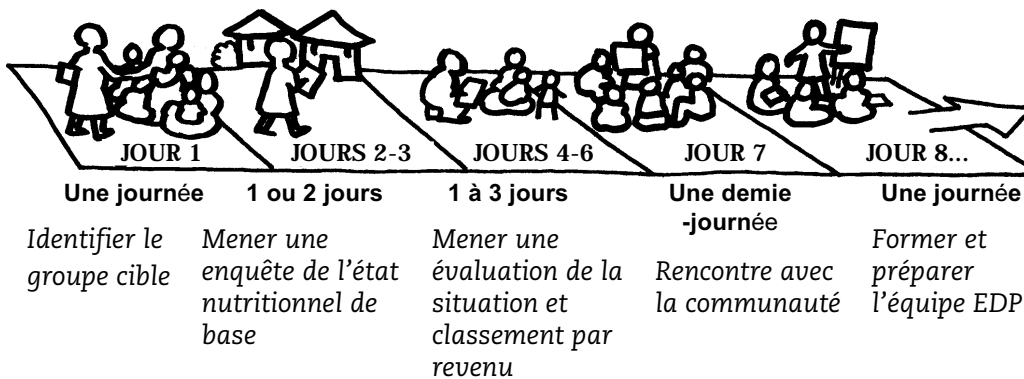 JOUR 1
JOURS 2-3
JOURS 4-6
JOUR 7
JOUR 8...
Une journée
1 ou 2 jours
1 à 3 jours
Une demie
-journée
Une journée
Identifier le
groupe cible
Mener une
enquête de l'état
nutritionnel de
base
Mener une
évaluation de la
situation et
classement par
revenu
Rencontre avec
la communauté
Former et
préparer
l'équipe EDP